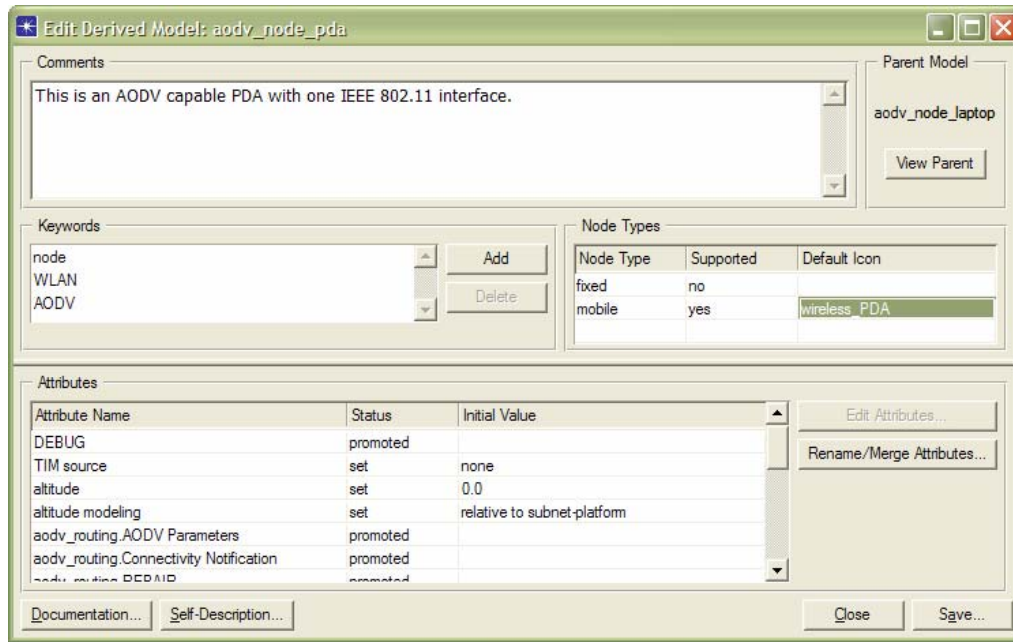 Edit Derived Model: aodv_node_pda
Comments
This is an AODV capable PDA with one IEEE 802.11 interface.
Parent Model
aodv_node_laptop
View Parent
Keywords
node
WLAN
AODV
Add
Delete
Node Types
Node Type Supported Default Icon
fixed no
mobile yes wireless_PDA
Attributes
Attribute Name Status Initial Value
DEBUG promoted
TIM source set none
altitude set 0.0
altitude modeling set relative to subnet-platform
aodv_routing.AODV Parameters promoted
aodv_routing.Connectivity Notification promoted
aodv_routing.REPAIR promoted
Edit Attributes...
Rename/Merge Attributes...
Documentation... Self-Description... Close Save...